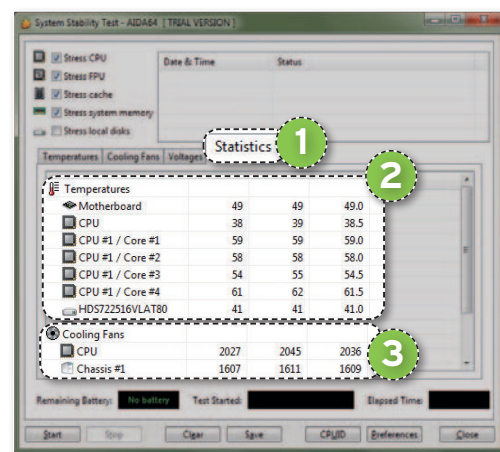 System Stability Test - AIDA64 [ TRIAL VERSION ]
Stress CPU
Stress FPU
Stress cache
Stress system memory
Stress local disks
Date & Time Status
Temperatures Cooling Fans Voltages Statistics
1
2
Temperatures
Motherboard 49 49 49.0
CPU 38 39 38.5
CPU #1 / Core #1 59 59 59.0
CPU #1 / Core #2 58 58 58.0
CPU #1 / Core #3 54 55 54.5
CPU #1 / Core #4 61 62 61.5
HDS722516VLAT80 41 41 41.0
3
Cooling Fans
CPU 2027 2045 2036
Chassis #1 1607 1611 1609
Remaining Battery: No battery Test Started: Elapsed Time:
Start Stop Clear Save CPUID Preferences Close